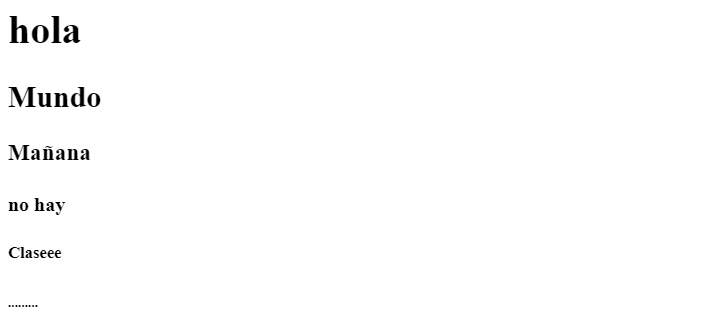 hola
Mundo
Mañana
no hay
Claseee
.........